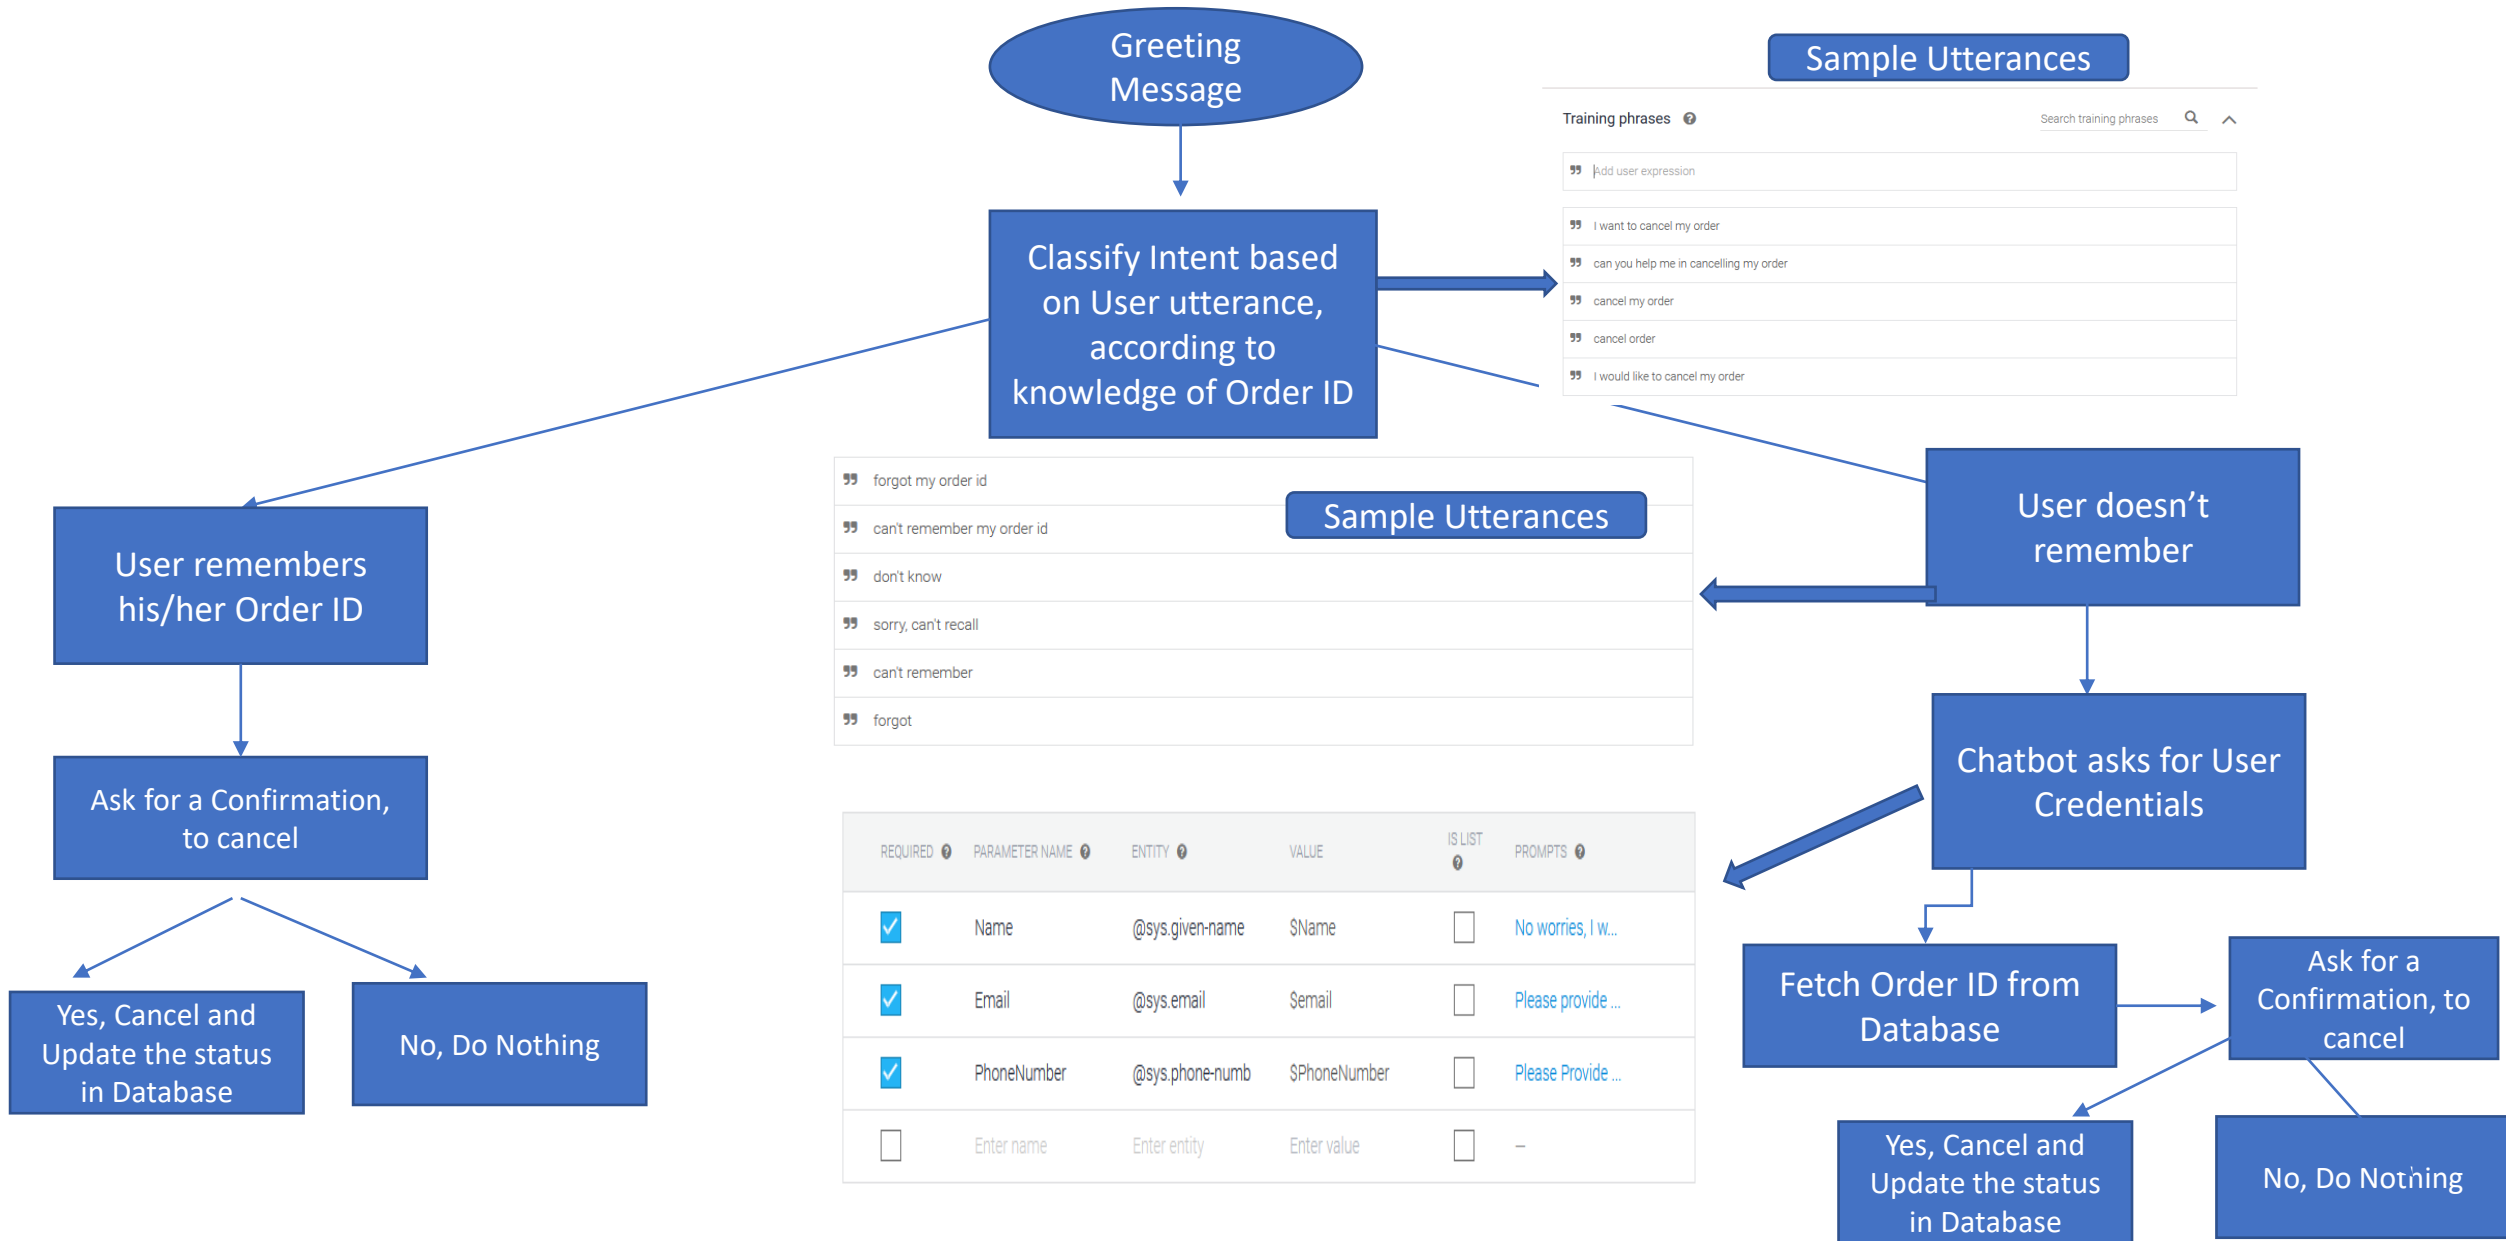 Greeting
Message
Sample Utterances
Training phrases
Search training phrases
Add user expression
I want to cancel my order
can you help me in cancelling my order
cancel my order
cancel order
I would like to cancel my order
Classify Intent based
on User utterance,
according to
knowledge of Order ID
forgot my order id
Sample Utterances
can't remember my order id
don't know
sorry, can't recall
can't remember
forgot
User doesn’t
remember
User remembers
his/her Order ID
Chatbot asks for User
Credentials
Ask for a Confirmation,
to cancel
REQUIRED PARAMETER NAME ENTITY VALUE IS LIST PROMPTS
Name @sys.given-name $Name No worries, I w...
Email @sys.email $email Please provide ...
PhoneNumber @sys.phone-numb $PhoneNumber Please Provide ...
Enter name Enter entity Enter value –
Yes, Cancel and
Update the status
in Database
No, Do Nothing
Fetch Order ID from
Database
Ask for a
Confirmation, to
cancel
Yes, Cancel and
Update the status
in Database
No, Do Nothing